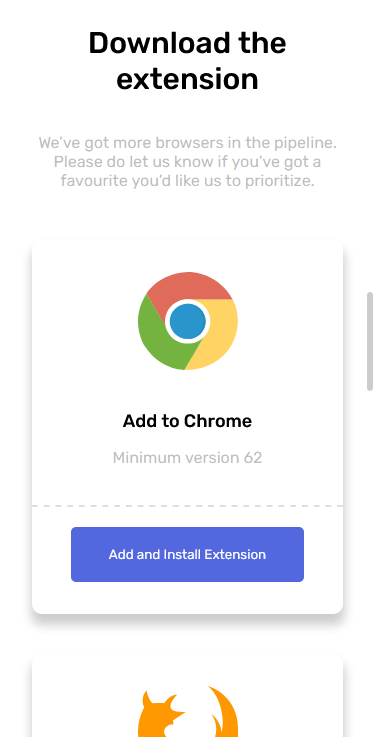 Download the
extension
We’ve got more browsers in the pipeline.
Please do let us know if you’ve got a
favourite you’d like us to prioritize.
Add to Chrome
Minimum version 62
Add and Install Extension